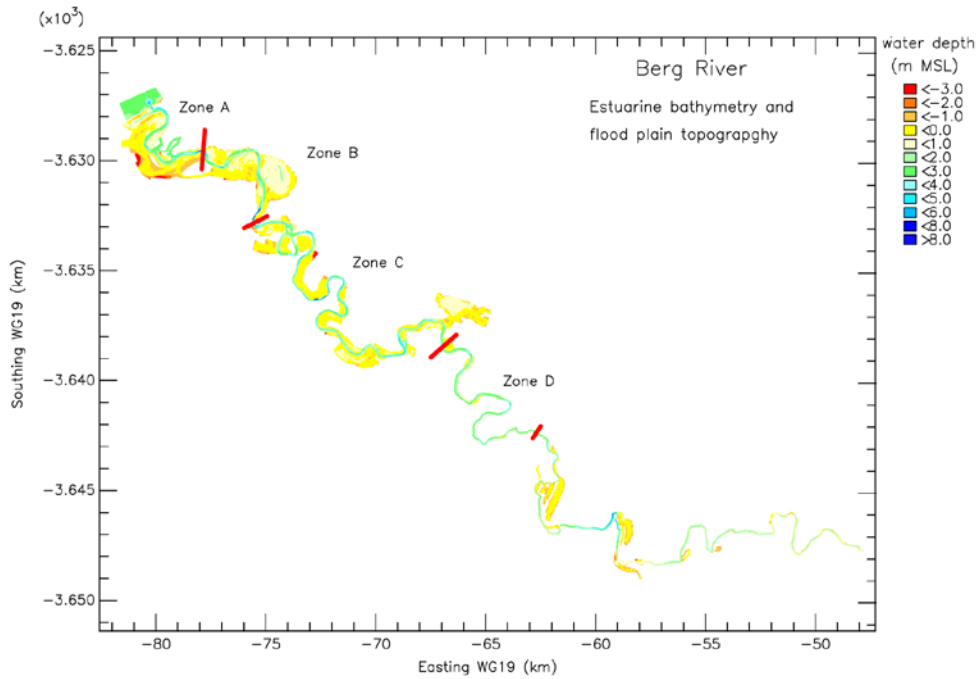 (×10³)
-3.625
-3.630
-3.635
-3.640
-3.645
-3.650
Southing WG19 (km)
-80
-75
-70
-65
-60
-55
-50
Easting WG19 (km)
Zone A
Zone B
Zone C
Zone D
Berg River
Estuarine bathymetry and
flood plain topograpghy
water depth
(m MSL)
<-3.0
<-2.0
<-1.0
<0.0
<1.0
<2.0
<3.0
<4.0
<5.0
<6.0
<8.0
>8.0